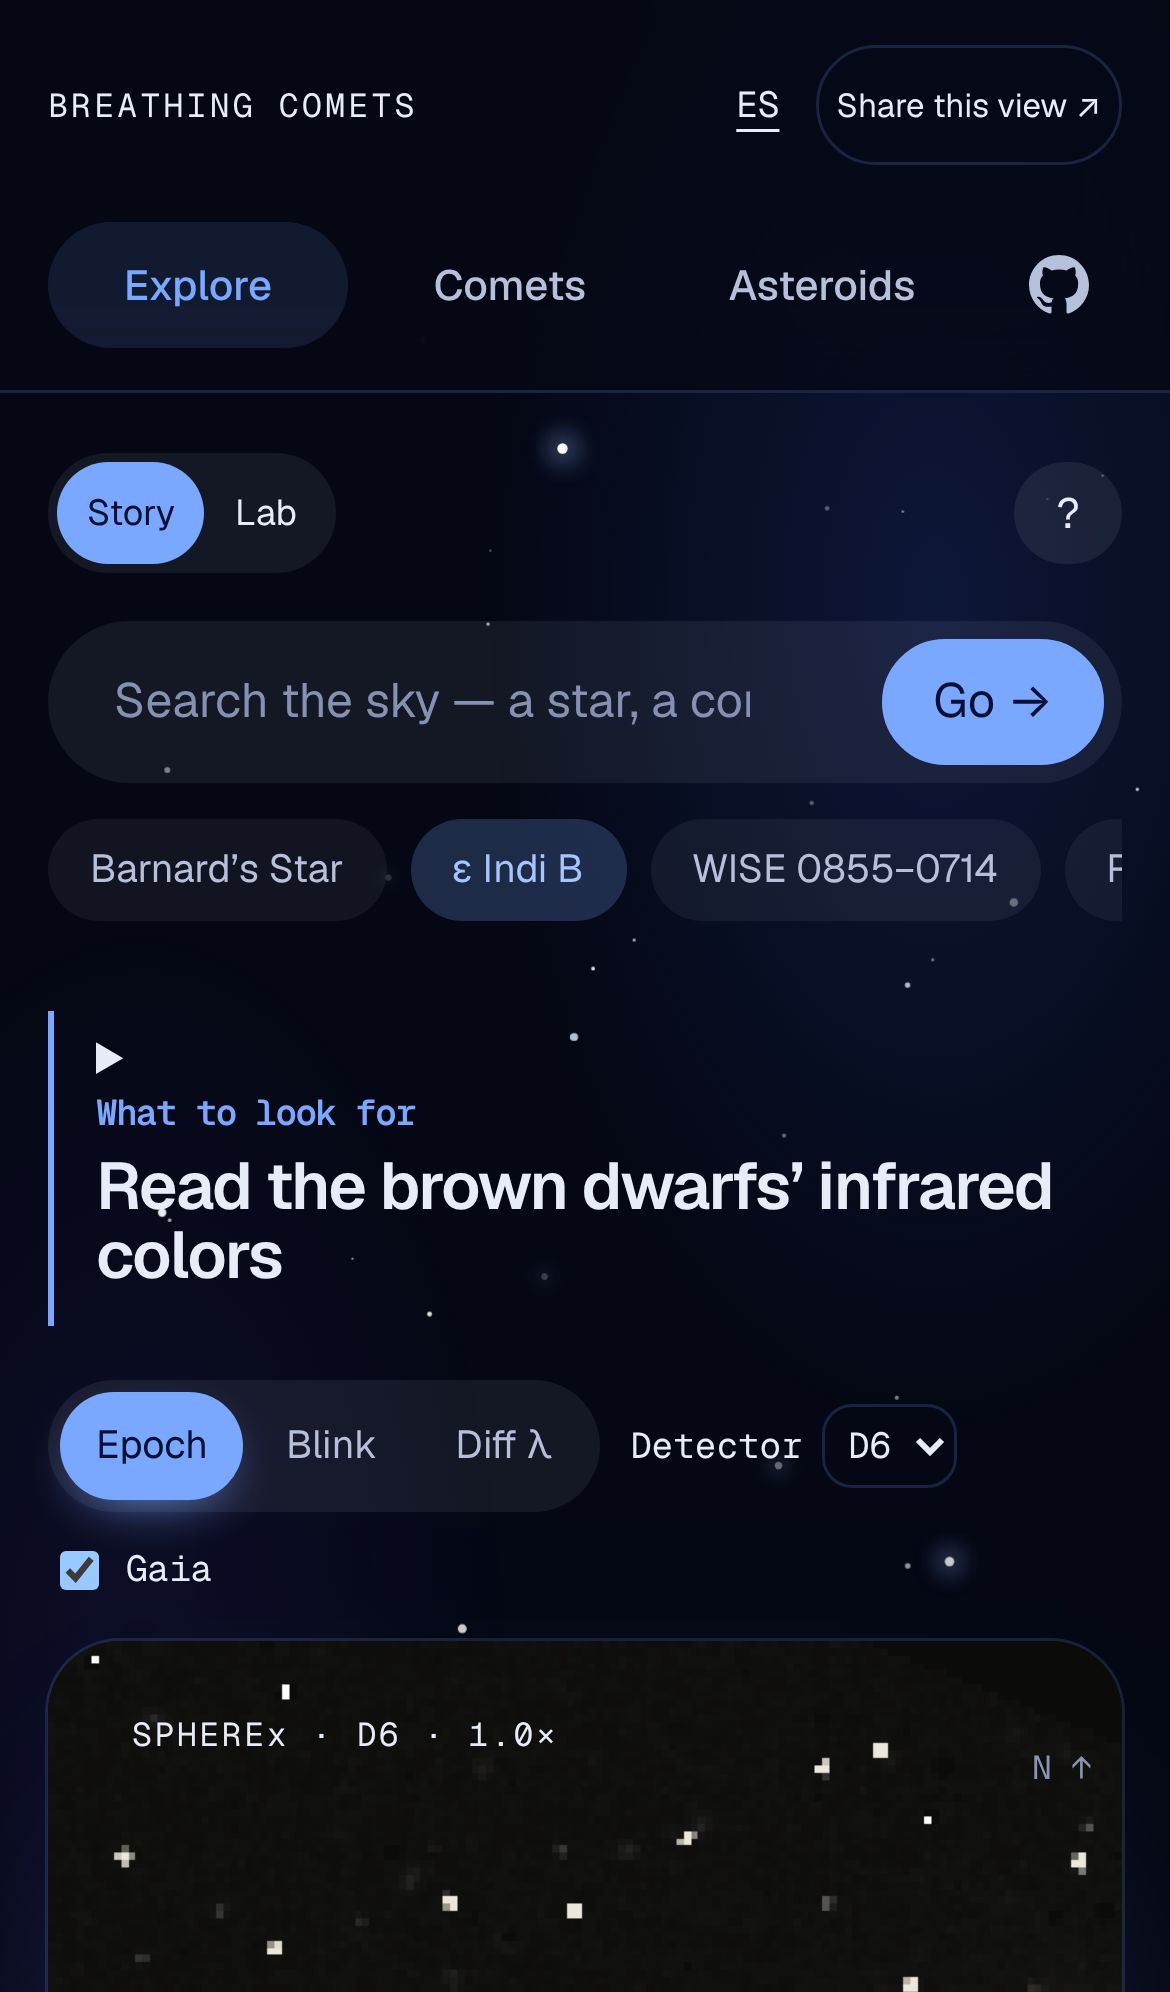 BREATHING COMETS
ES
Share this view ↗
Explore
Comets
Asteroids
Story
Lab
?
Search the sky — a star, a
Go →
Barnard’s Star
ε Indi B
WISE 0855–0714
What to look for
Read the brown dwarfs’ infrared
colors
Epoch
Blink
Diff λ
Detector
D6
Gaia
SPHEREx · D6 · 1.0×
N ↑